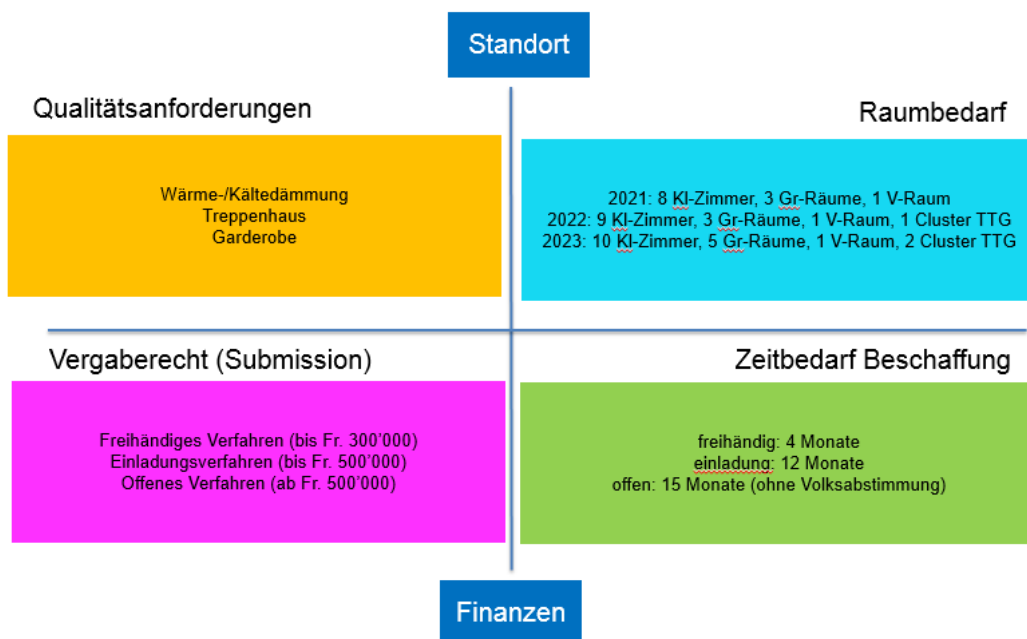 Standort
Qualitätsanforderungen
Wärme-/Kältedämmung
Treppenhaus
Garderobe
Raumbedarf
2021: 8 Kl-Zimmer, 3 Gr-Räume, 1 V-Raum
2022: 9 Kl-Zimmer, 3 Gr-Räume, 1 V-Raum, 1 Cluster TTG
2023: 10 Kl-Zimmer, 5 Gr-Räume, 1 V-Raum, 2 Cluster TTG
Vergaberecht (Submission)
Freihändiges Verfahren (bis Fr. 300’000)
Einladungsverfahren (bis Fr. 500’000)
Offenes Verfahren (ab Fr. 500’000)
Zeitbedarf Beschaffung
freihändig: 4 Monate
einladung: 12 Monate
offen: 15 Monate (ohne Volksabstimmung)
Finanzen